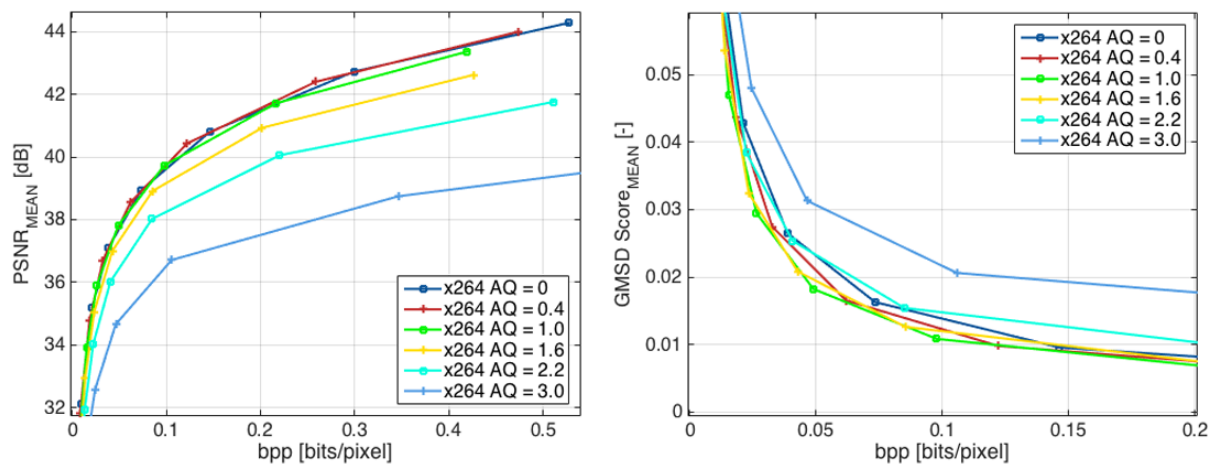 44
42
40
38
36
34
32
PSNR_MEAN [dB]
0
0.1
0.2
0.3
0.4
0.5
bpp [bits/pixel]
x264 AQ = 0
x264 AQ = 0.4
x264 AQ = 1.0
x264 AQ = 1.6
x264 AQ = 2.2
x264 AQ = 3.0
0.05
0.04
0.03
0.02
0.01
0
GMSD Score_MEAN [-]
0
0.05
0.1
0.15
0.2
bpp [bits/pixel]
x264 AQ = 0
x264 AQ = 0.4
x264 AQ = 1.0
x264 AQ = 1.6
x264 AQ = 2.2
x264 AQ = 3.0